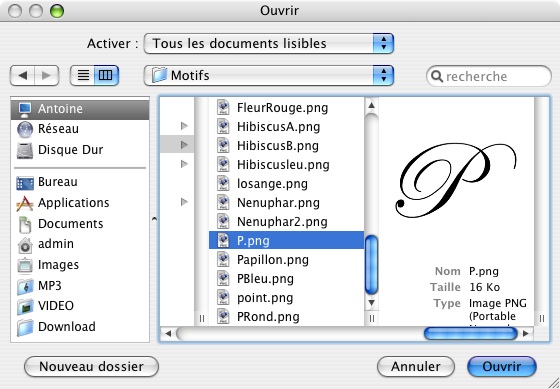 Ouvrir
Activer : Tous les documents lisibles
Motifs
recherche
Antoine
Réseau
Disque Dur
Bureau
Applications
Documents
admin
Images
MP3
VIDEO
Download
FleurRouge.png
HibiscusA.png
HibiscusB.png
Hibiscusleu.png
losange.png
Nenuphar.png
Nenuphar2.png
P.png
Papillon.png
PBleu.png
point.png
PRond.png
P
Nom P.png
Taille 16 Ko
Type Image PNG
(Portable
Nouveau dossier
Annuler
Ouvrir